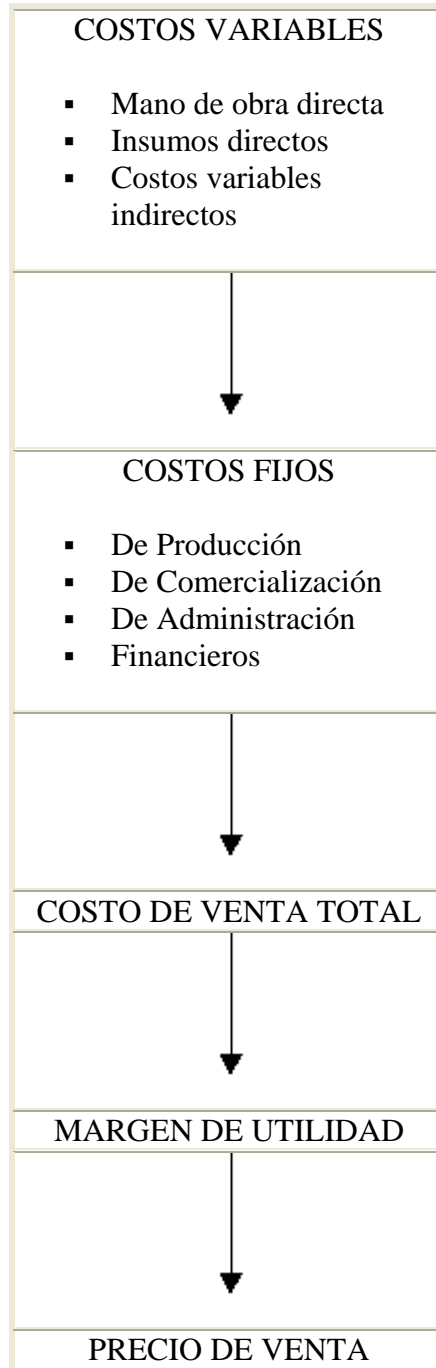 COSTOS VARIABLES
▪ Mano de obra directa
▪ Insumos directos
▪ Costos variables
indirectos
COSTOS FIJOS
▪ De Producción
▪ De Comercialización
▪ De Administración
▪ Financieros
COSTO DE VENTA TOTAL
MARGEN DE UTILIDAD
PRECIO DE VENTA